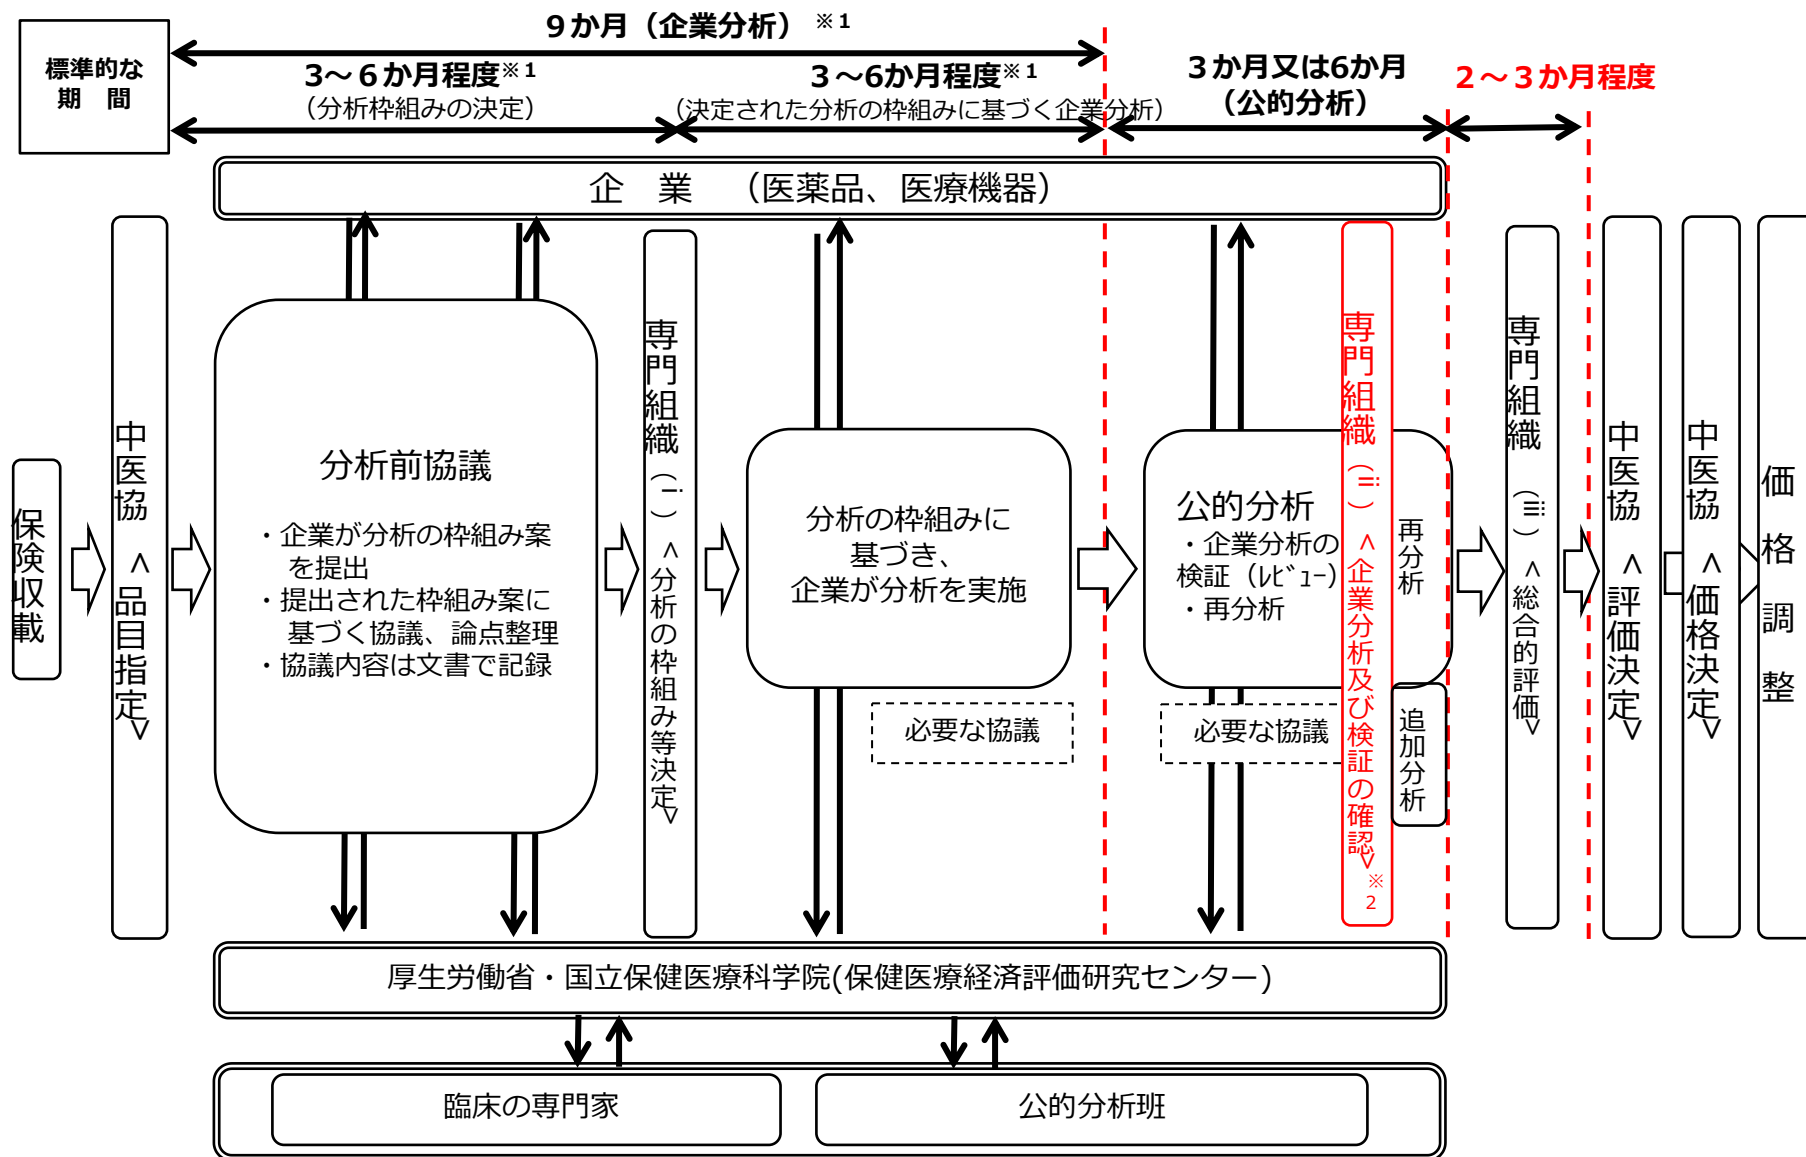 標準的な
期　間
９か月（企業分析）※１
3～６か月程度※１
（分析枠組みの決定）
３～6か月程度※１
（決定された分析の枠組みに基づく企業分析）
３か月又は6か月
（公的分析）
２～３か月程度
企　業　（医薬品、医療機器）
保険収載
中医協　＜品目指定＞
分析前協議
・企業が分析の枠組み案
を提出
・提出された枠組み案に
基づく協議、論点整理
・協議内容は文書で記録
専門組織（ⅰ）＜分析の枠組み等決定＞
分析の枠組みに
基づき、
企業が分析を実施
必要な協議
公的分析
・企業分析の
検証（ﾚﾋﾞｭｰ）
・再分析
必要な協議
専門組織（ⅱ）＜企業分析及び検証の確認＞※2
再分析
追加分析
専門組織　（ⅲ）＜総合的評価＞
中医協　＜評価決定＞
中医協　＜価格決定＞
価格調整
厚生労働省・国立保健医療科学院(保健医療経済評価研究センター)
臨床の専門家
公的分析班